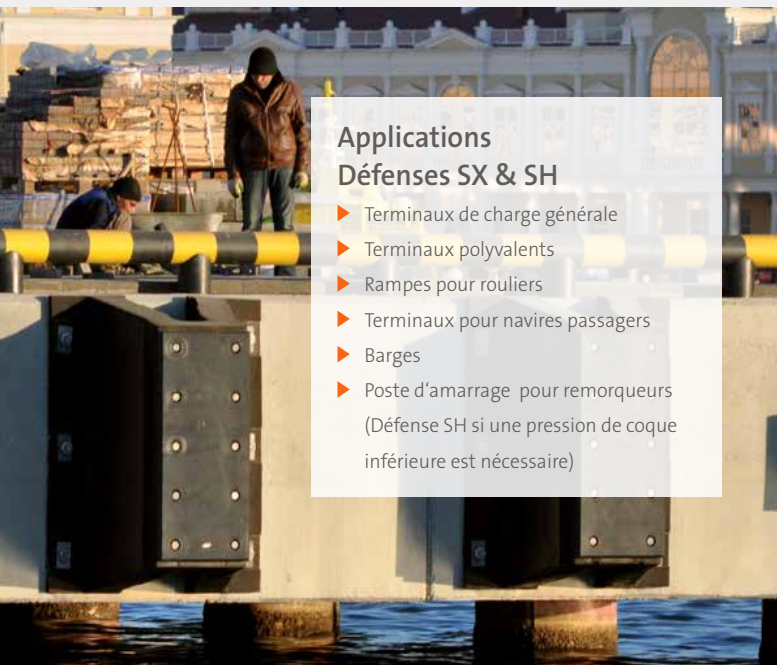 Applications
Défenses SX & SH
Terminaux de charge générale
Terminaux polyvalents
Rampes pour rouliers
Terminaux pour navires passagers
Barges
Poste d‘amarrage pour remorqueurs
(Défense SH si une pression de coque
inférieure est nécessaire)